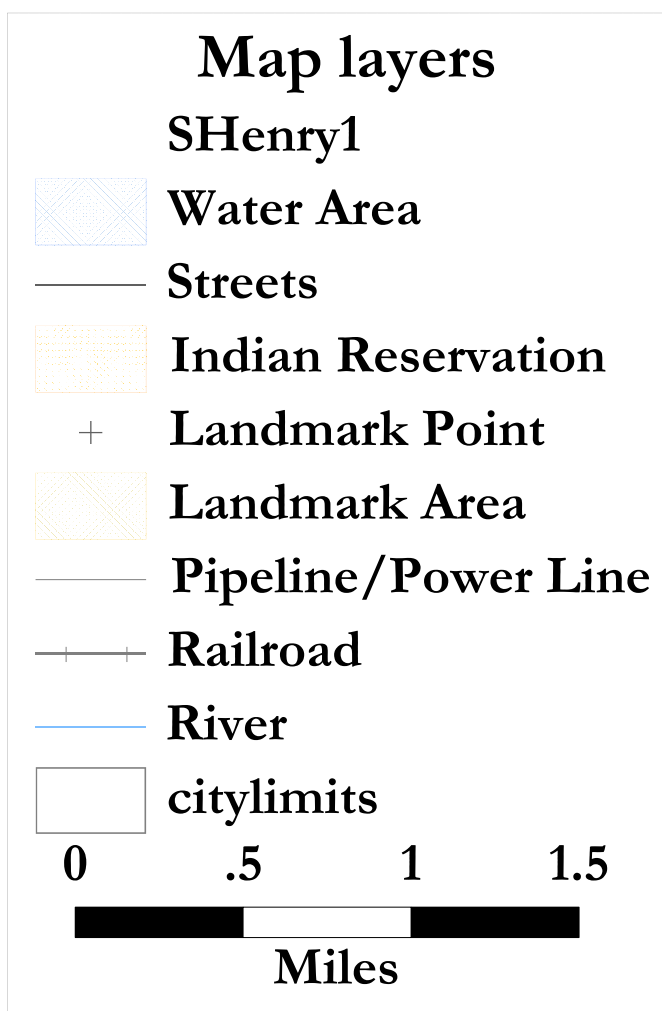 Map layers
SHenry1
Water Area
Streets
Indian Reservation
Landmark Point
Landmark Area
Pipeline/Power Line
Railroad
River
citylimits
0 .5 1 1.5
Miles